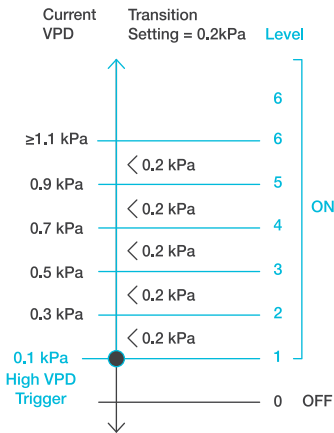 Current VPD
Transition Setting = 0.2kPa
Level
6
≥1.1 kPa
6
< 0.2 kPa
0.9 kPa
5
< 0.2 kPa
0.7 kPa
4
ON
< 0.2 kPa
0.5 kPa
3
< 0.2 kPa
0.3 kPa
2
< 0.2 kPa
0.1 kPa
1
High VPD
Trigger
0
OFF